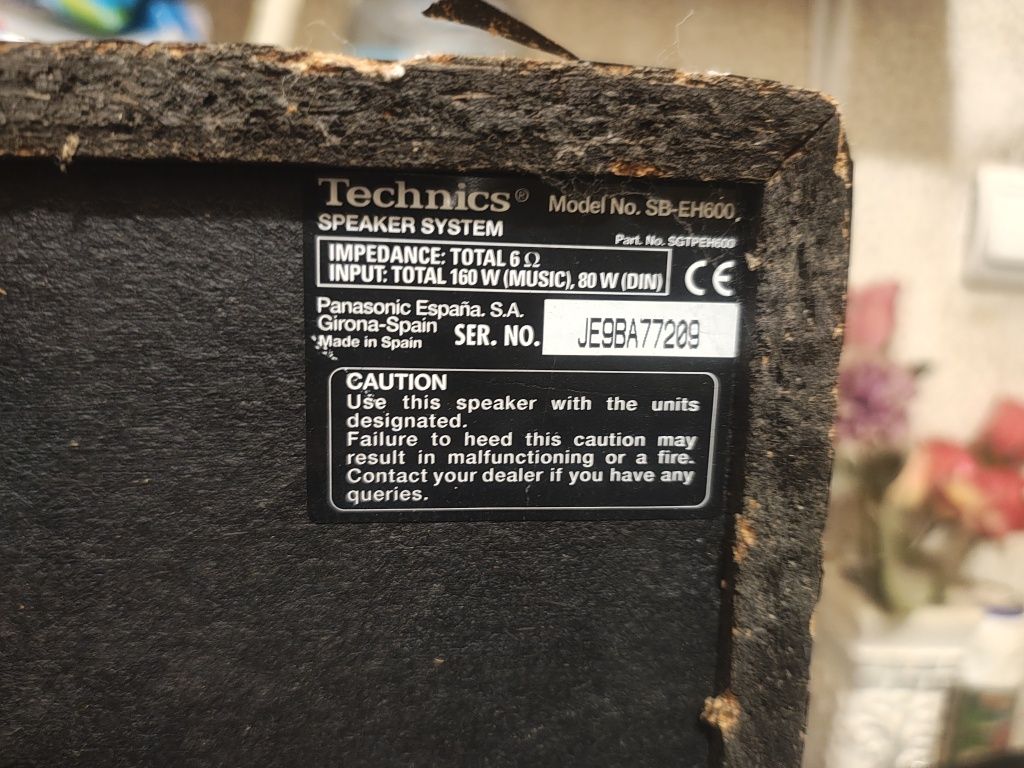 Technics®
Model No. SB-EH600
SPEAKER SYSTEM
Part. No. SGTPEH600
IMPEDANCE: TOTAL 6 Ω
INPUT: TOTAL 160 W (MUSIC), 80 W (DIN)
CE
Panasonic España. S.A.
Girona-Spain
Made in Spain
SER. NO.
JE9BA77209
CAUTION
Use this speaker with the units
designated.
Failure to heed this caution may
result in malfunctioning or a fire.
Contact your dealer if you have any
queries.